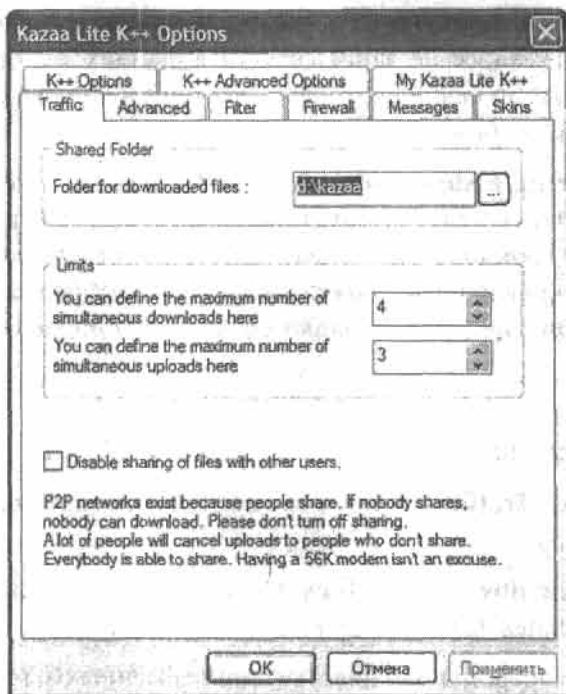 Kazaa Lite K++ Options
K++ Options K++ Advanced Options My Kazaa Lite K++
Traffic Advanced Filter Firewall Messages Skins
Shared Folder
Folder for downloaded files : d:\kazaa ...
Limits
You can define the maximum number of
simultaneous downloads here 4
You can define the maximum number of
simultaneous uploads here 3
Disable sharing of files with other users.
P2P networks exist because people share. If nobody shares,
nobody can download. Please don't turn off sharing.
A lot of people will cancel uploads to people who don't share.
Everybody is able to share. Having a 56K modem isn't an excuse.
OK Отмена Применить